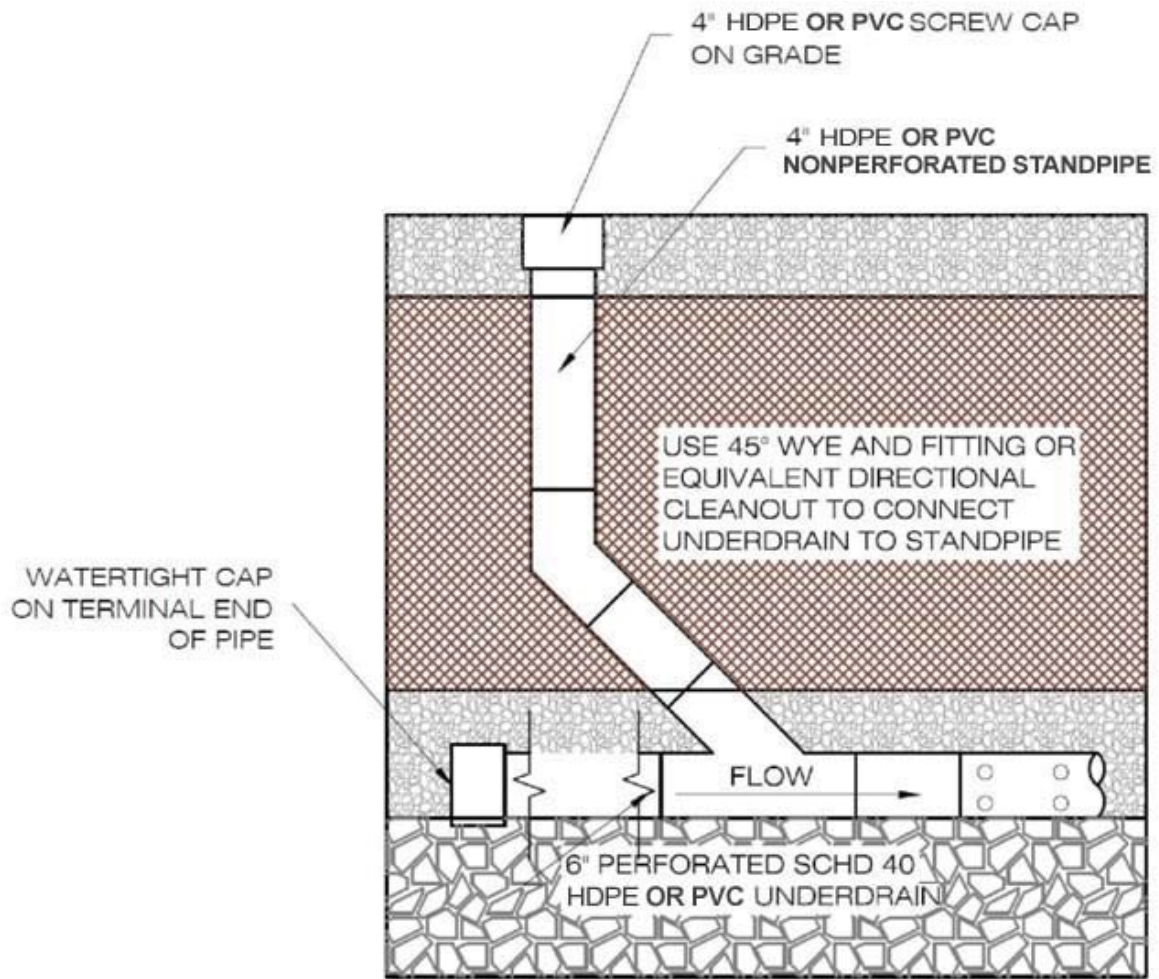 4" HDPE OR PVC SCREW CAP
ON GRADE
4" HDPE OR PVC
NONPERFORATED STANDPIPE
USE 45° WYE AND FITTING OR
EQUIVALENT DIRECTIONAL
CLEANOUT TO CONNECT
UNDERDRAIN TO STANDPIPE
WATERTIGHT CAP
ON TERMINAL END
OF PIPE
FLOW
6" PERFORATED SCHD 40
HDPE OR PVC UNDERDRAIN